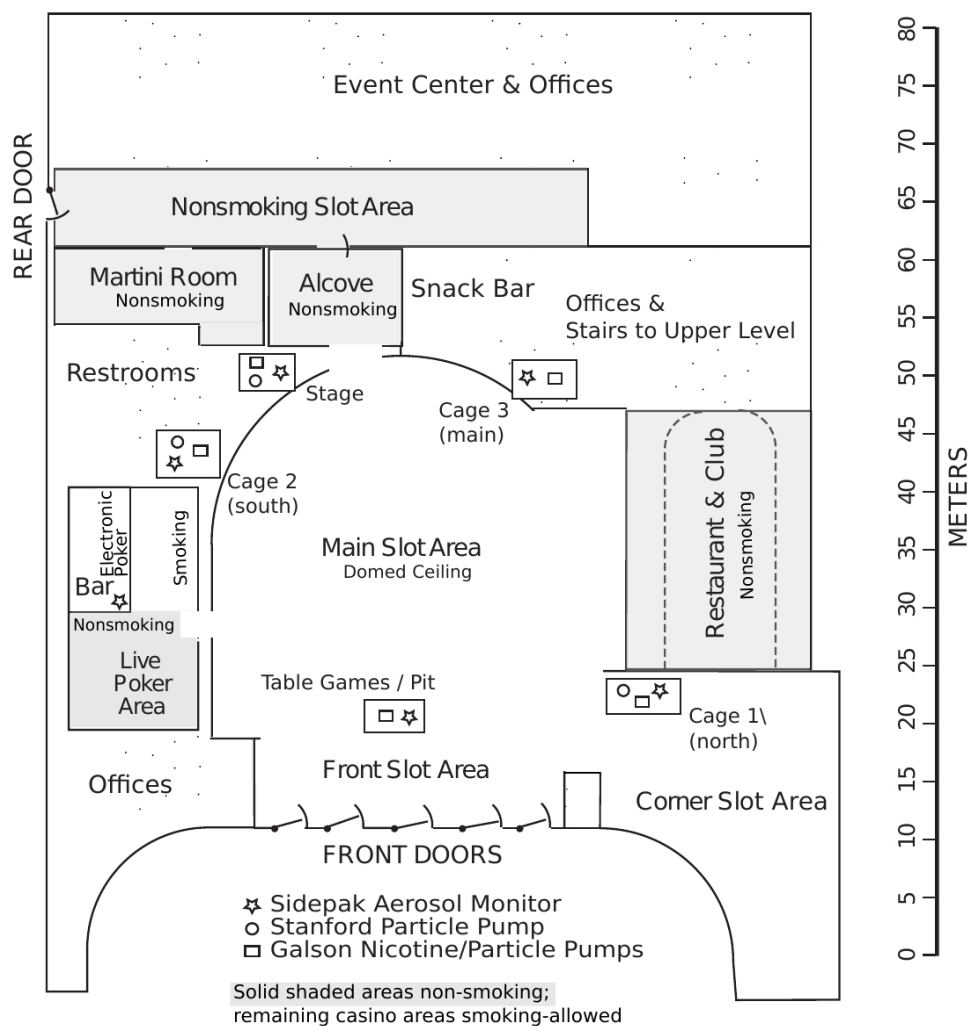 Event Center & Offices
REAR DOOR
Nonsmoking Slot Area
Martini Room
Nonsmoking
Alcove
Nonsmoking
Snack Bar
Offices &
Stairs to Upper Level
Restrooms
Stage
Cage 3
(main)
Cage 2
(south)
Restaurant & Club
Nonsmoking
Electronic
Poker
Smoking
Bar
Main Slot Area
Domed Ceiling
Nonsmoking
Live
Poker
Area
Table Games / Pit
Cage 1\
(north)
Offices
Front Slot Area
Corner Slot Area
FRONT DOORS
Sidepak Aerosol Monitor
Stanford Particle Pump
Galson Nicotine/Particle Pumps
Solid shaded areas non-smoking;
remaining casino areas smoking-allowed
80
75
70
65
60
55
50
45
40
35
30
25
20
15
10
5
0
METERS